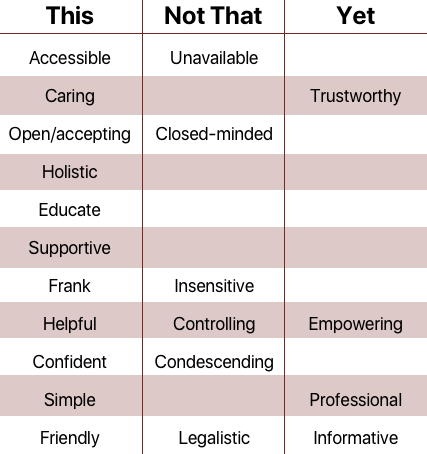 This Not That Yet
Accessible Unavailable
Caring Trustworthy
Open/accepting Closed-minded
Holistic
Educate
Supportive
Frank Insensitive
Helpful Controlling Empowering
Confident Condescending
Simple Professional
Friendly Legalistic Informative